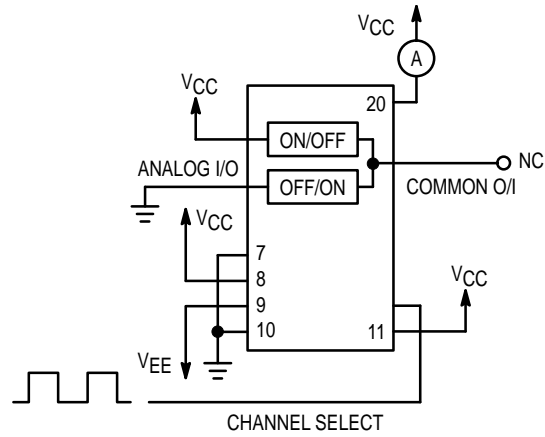 VCC
A
VCC
20
ON/OFF
NC
ANALOG I/O
OFF/ON
COMMON O/I
VCC
7
8
VCC
9
11
10
VEE
CHANNEL SELECT